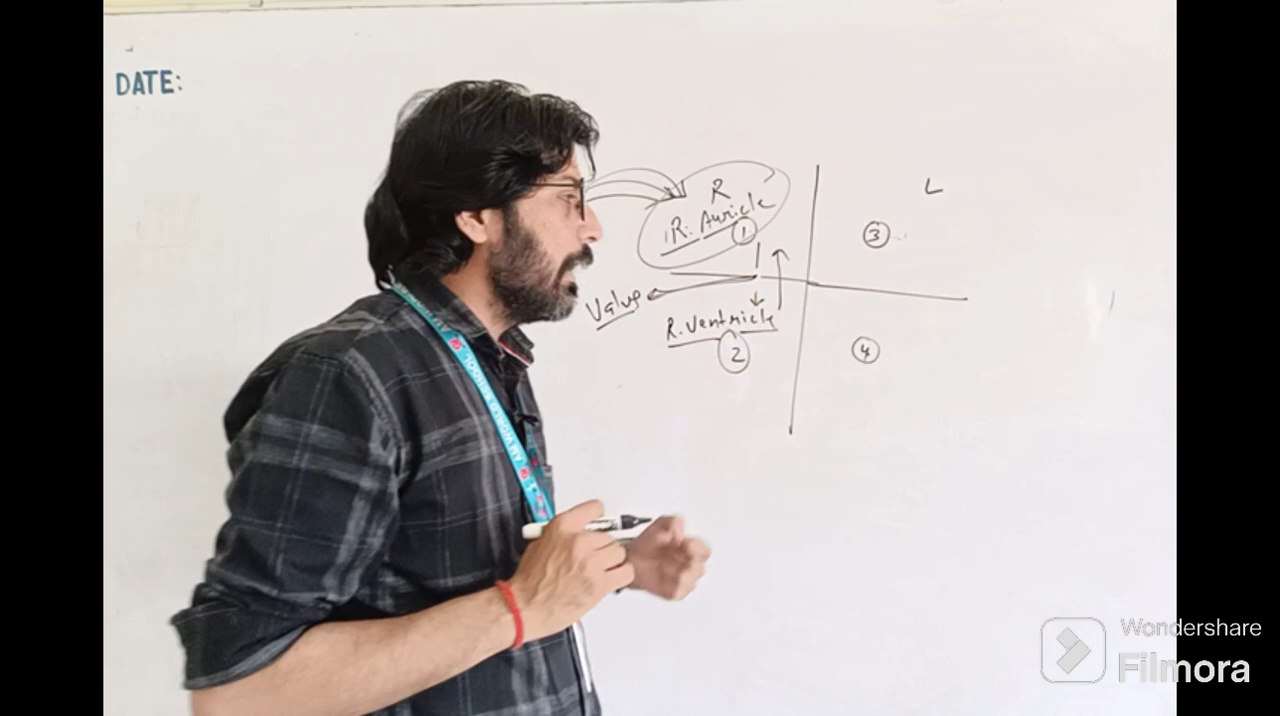 DATE:
R
L
R. Auricle
1
3
Valve
R. Ventricle
2
4
Wondershare
Filmora